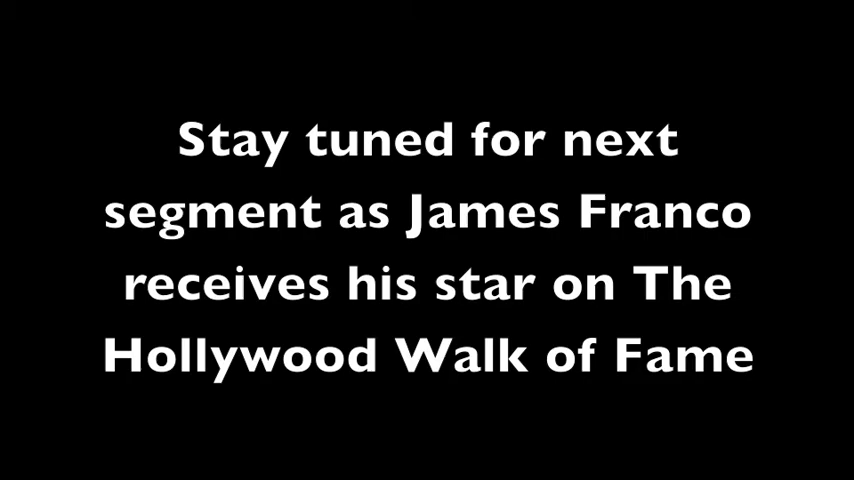 Stay tuned for next
segment as James Franco
receives his star on The
Hollywood Walk of Fame